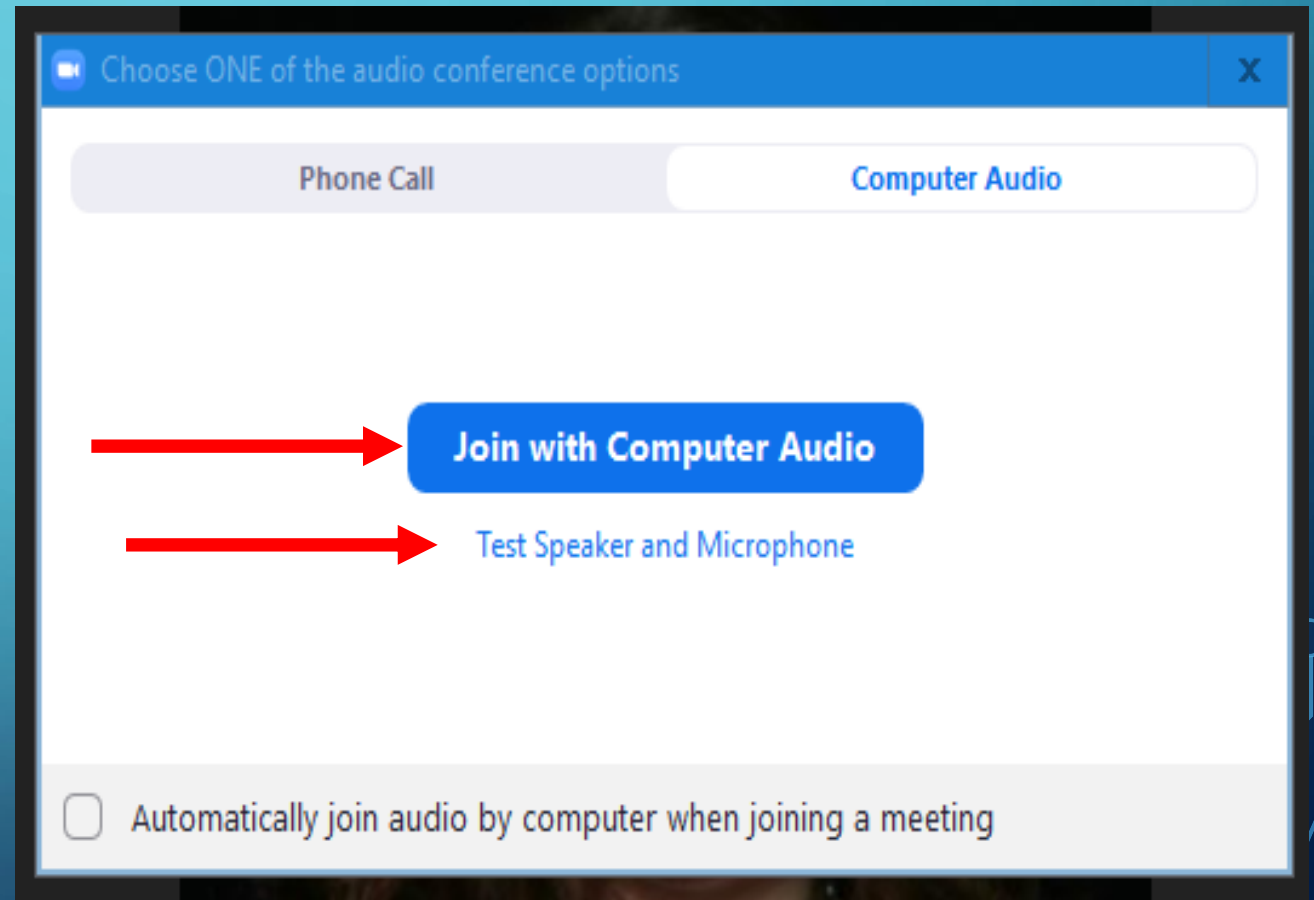 Choose ONE of the audio conference options
X
Phone Call
Computer Audio
Join with Computer Audio
Test Speaker and Microphone
Automatically join audio by computer when joining a meeting